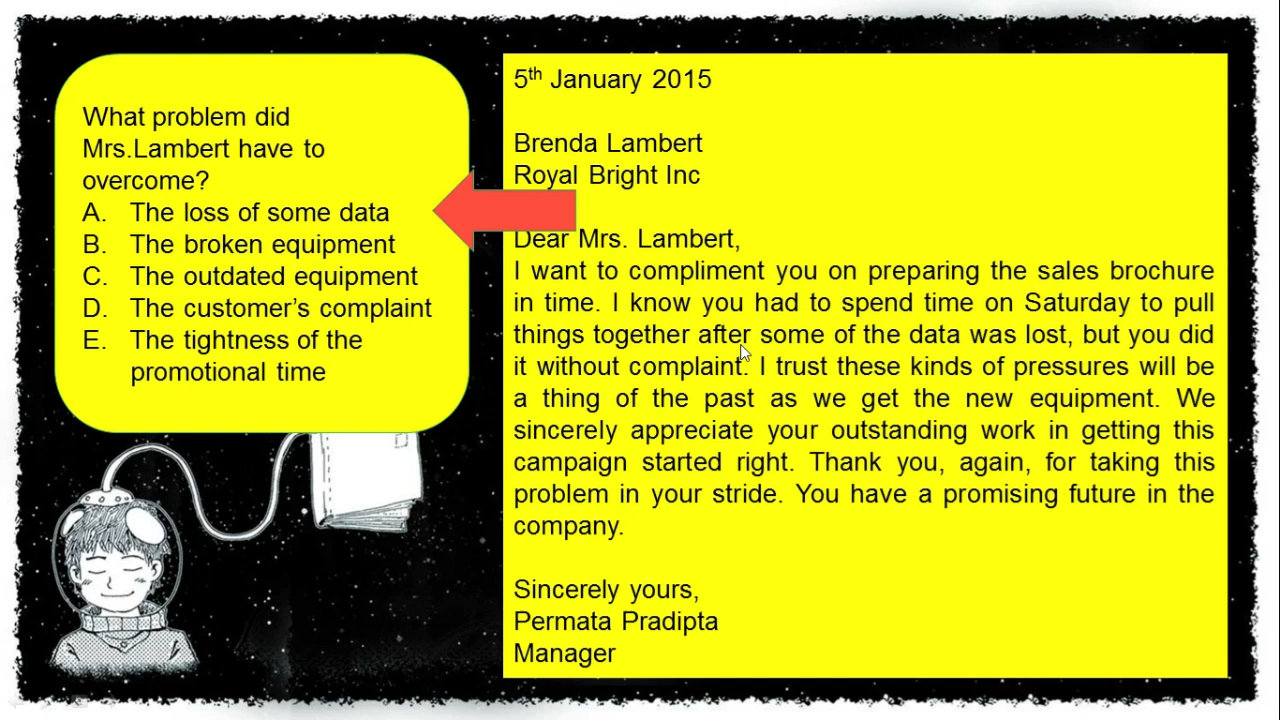 What problem did
Mrs.Lambert have to
overcome?
A. The loss of some data
B. The broken equipment
C. The outdated equipment
D. The customer’s complaint
E. The tightness of the
promotional time
5th January 2015
Brenda Lambert
Royal Bright Inc
Dear Mrs. Lambert,
I want to compliment you on preparing the sales brochure
in time. I know you had to spend time on Saturday to pull
things together after some of the data was lost, but you did
it without complaint. I trust these kinds of pressures will be
a thing of the past as we get the new equipment. We
sincerely appreciate your outstanding work in getting this
campaign started right. Thank you, again, for taking this
problem in your stride. You have a promising future in the
company.
Sincerely yours,
Permata Pradipta
Manager